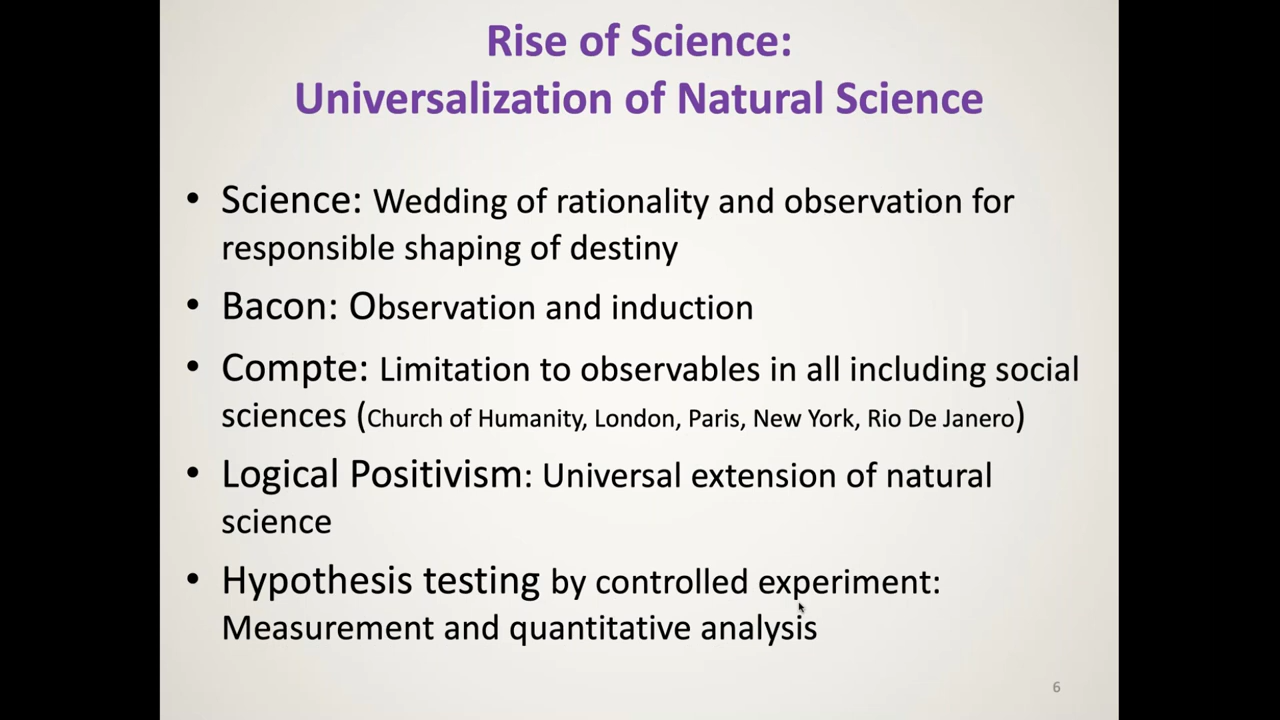 Rise of Science:
Universalization of Natural Science
• Science: Wedding of rationality and observation for
responsible shaping of destiny
• Bacon: Observation and induction
• Compte: Limitation to observables in all including social
sciences (Church of Humanity, London, Paris, New York, Rio De Janero)
• Logical Positivism: Universal extension of natural
science
• Hypothesis testing by controlled experiment:
Measurement and quantitative analysis
6